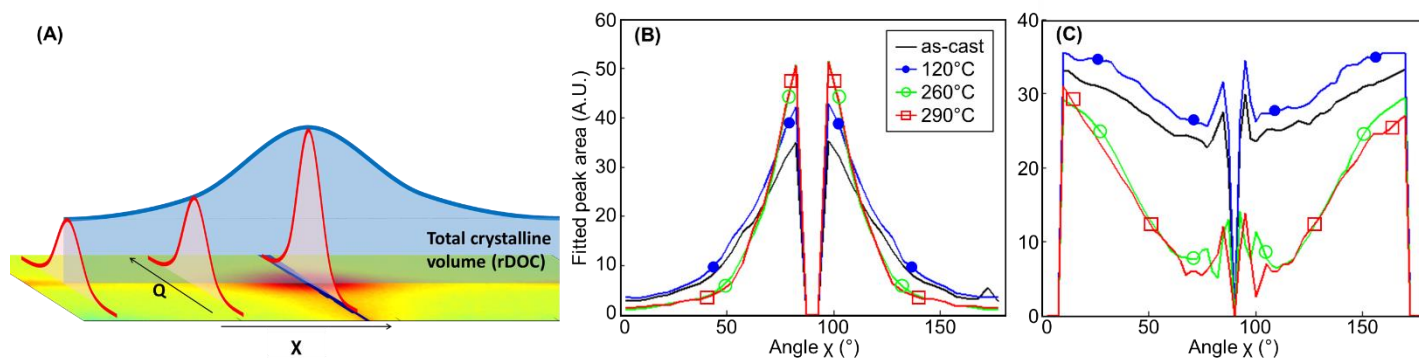 (A)
Total crystalline
volume (rDOC)
Q
χ
(B)
Fitted peak area (A.U.)
60
50
40
30
20
10
0
as-cast
120°C
260°C
290°C
50
100
150
Angle χ (°)
(C)
40
30
20
10
0
0
50
100
150
Angle χ (°)